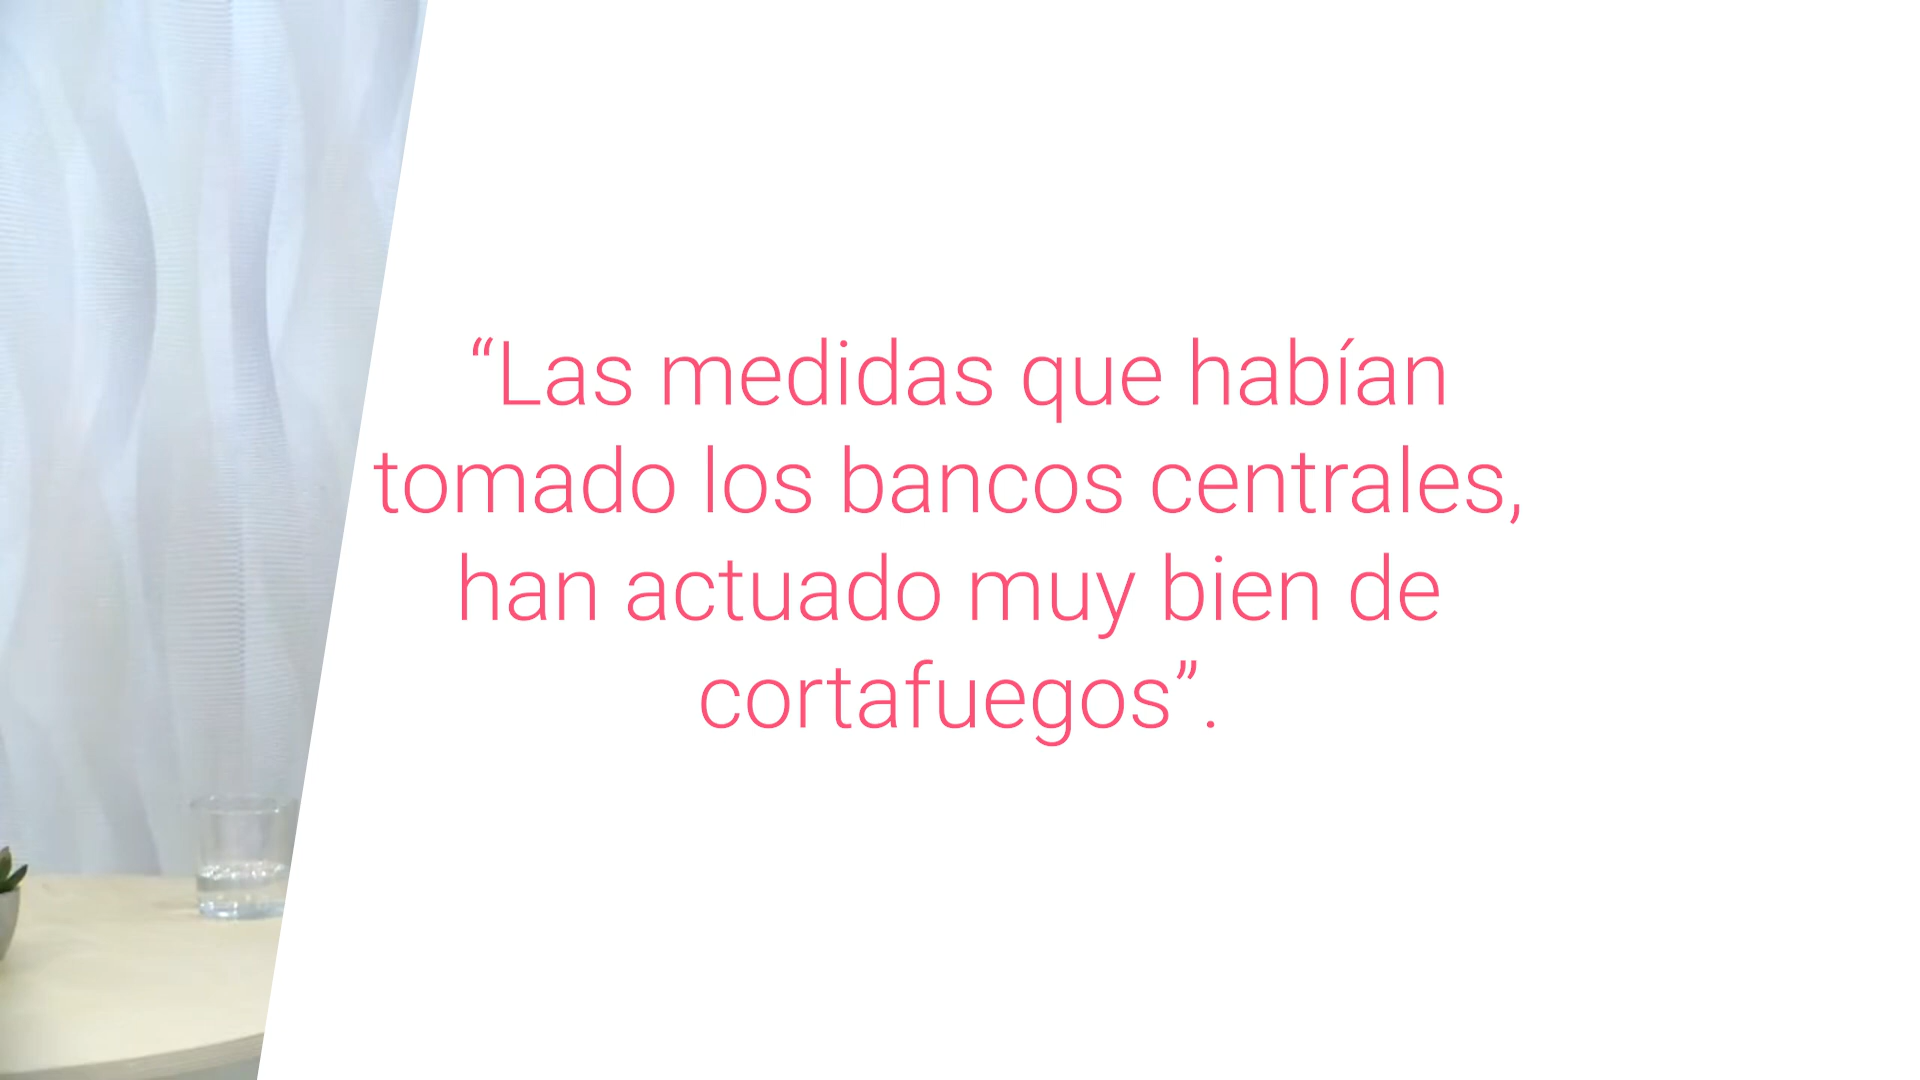 “Las medidas que habían
tomado los bancos centrales,
han actuado muy bien de
cortafuegos”.